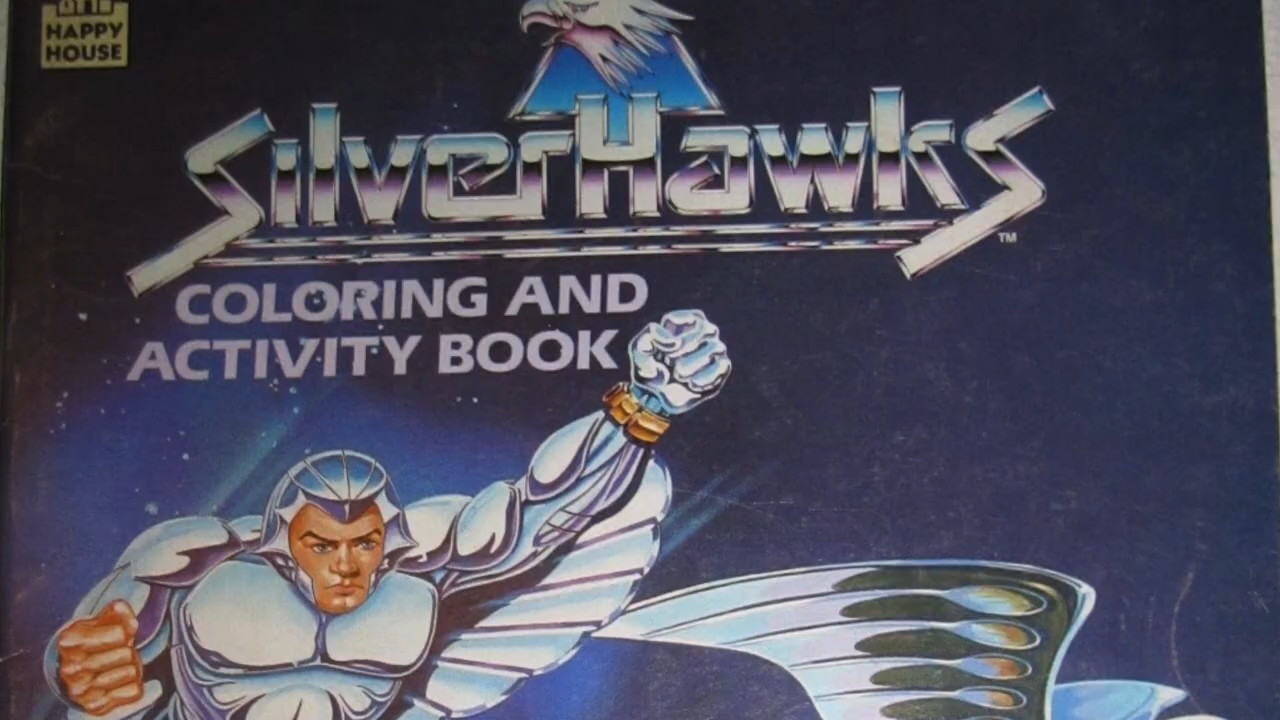 HAPPY
HOUSE
SilverHawks
TM
COLORING AND
ACTIVITY BOOK